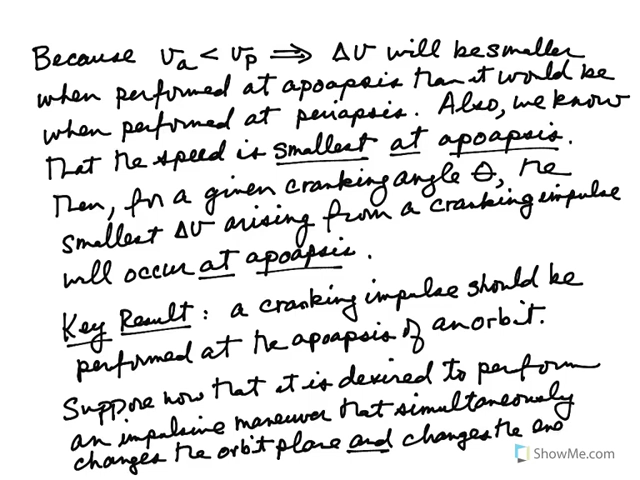 Because v_a < v_p ⟹ Δv will be smaller
when performed at apoapsis than it would be
when performed at periapsis. Also, we know
that the speed is smallest at apoapsis.
Then, for a given cranking angle θ, the
smallest Δv arising from a cranking impulse
will occur at apoapsis.
Key Result: a cranking impulse should be
performed at the apoapsis of an orbit.
Suppose now that it is desired to perform
an impulsive maneuver that simultaneously
changes the orbit plane and changes the
ShowMe.com